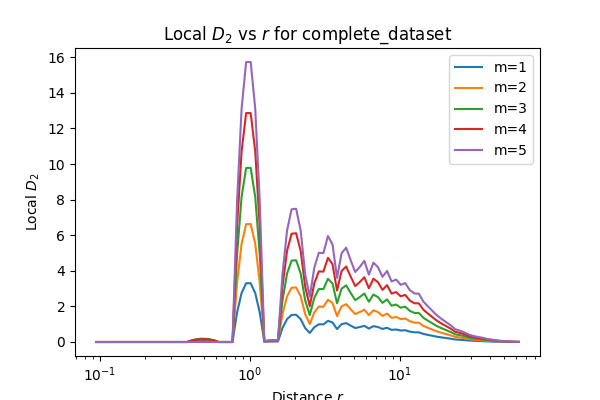 Local $D_2$ vs $r$ for complete_dataset
16
14
12
10
8
6
4
2
0
Local $D_2$
m=1
m=2
m=3
m=4
m=5
$10^{-1}$
$10^0$
$10^1$
Distance $r$